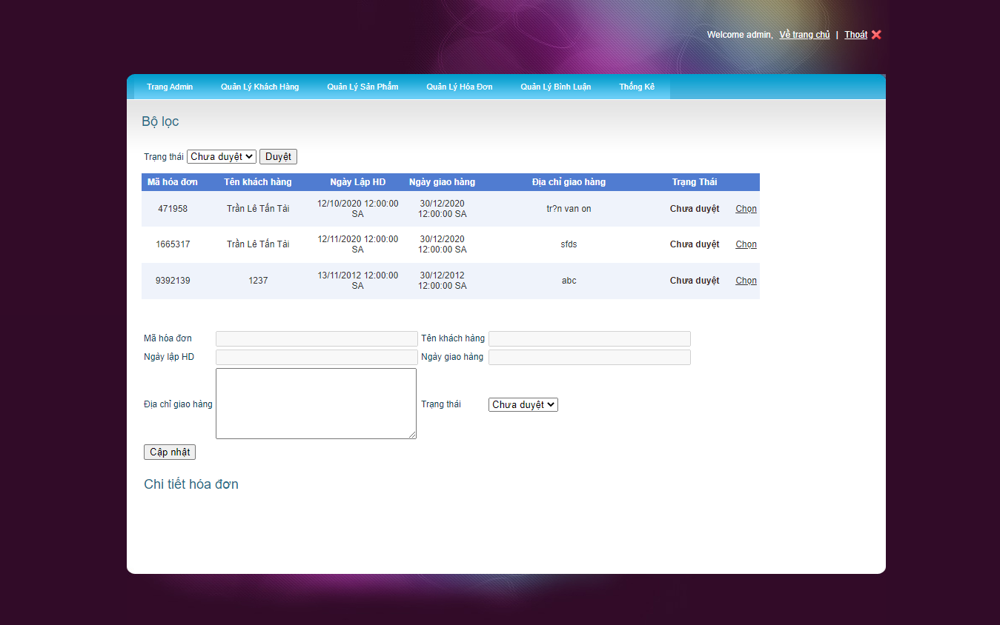 Welcome admin, Về trang chủ | Thoát
Trang Admin Quản Lý Khách Hàng Quản Lý Sản Phẩm Quản Lý Hóa Đơn Quản Lý Bình Luận Thống Kê
Bộ lọc
Trạng thái Chưa duyệt Duyệt
Mã hóa đơn Tên khách hàng Ngày Lập HD Ngày giao hàng Địa chỉ giao hàng Trạng Thái
471958 Trần Lê Tấn Tài 12/10/2020 12:00:00 SA 30/12/2020 12:00:00 SA tr?n van on Chưa duyệt Chọn
1665317 Trần Lê Tấn Tài 12/11/2020 12:00:00 SA 30/12/2020 12:00:00 SA sfds Chưa duyệt Chọn
9392139 1237 13/11/2012 12:00:00 SA 30/12/2012 12:00:00 SA abc Chưa duyệt Chọn
Mã hóa đơn Tên khách hàng
Ngày lập HD Ngày giao hàng
Địa chỉ giao hàng Trạng thái Chưa duyệt
Cập nhật
Chi tiết hóa đơn